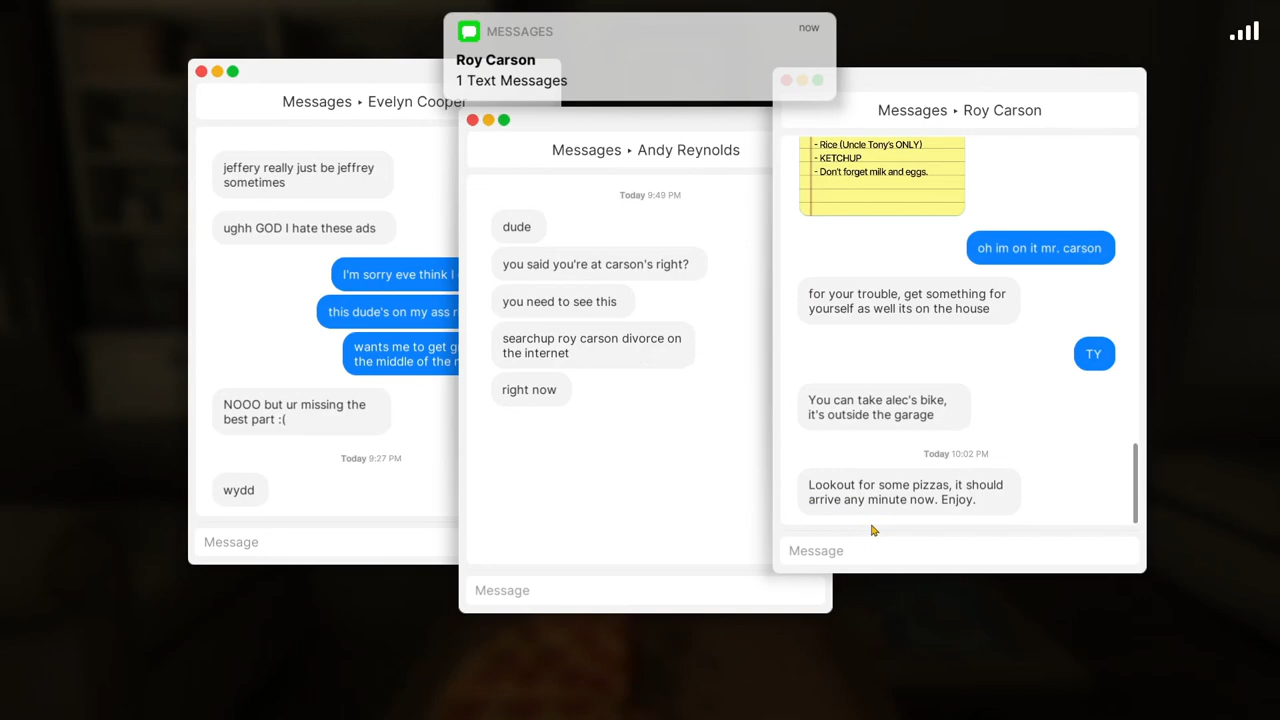 MESSAGES
now
Roy Carson
1 Text Messages
Messages ▸ Evelyn Cooper
jeffery really just be jeffrey
sometimes
ughh GOD I hate these ads
I'm sorry eve think I
this dude's on my ass
wants me to get
the middle of the
NOOO but ur missing the
best part :(
Today 9:27 PM
wydd
Message
Messages ▸ Andy Reynolds
Today 9:49 PM
dude
you said you're at carson's right?
you need to see this
searchup roy carson divorce on
the internet
right now
Message
Messages ▸ Roy Carson
- Rice (Uncle Tony's ONLY)
- KETCHUP
- Don't forget milk and eggs.
oh im on it mr. carson
for your trouble, get something for
yourself as well its on the house
TY
You can take alec's bike,
it's outside the garage
Today 10:02 PM
Lookout for some pizzas, it should
arrive any minute now. Enjoy.
Message